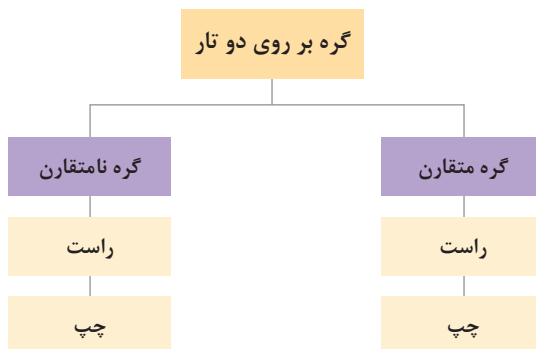 گره بر روی دو تار
گره متقارن
راست
چپ
گره نامتقارن
راست
چپ